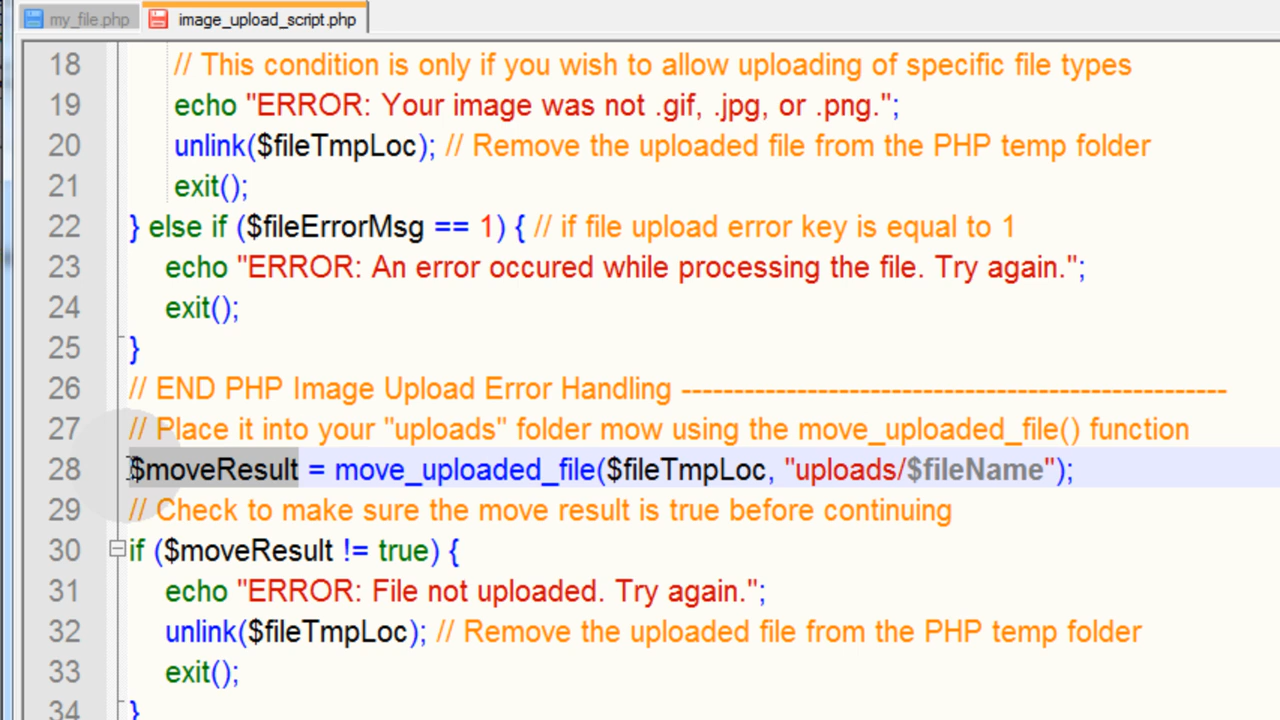 my_file.php image_upload_script.php
18 // This condition is only if you wish to allow uploading of specific file types
19 echo "ERROR: Your image was not .gif, .jpg, or .png.";
20 unlink($fileTmpLoc); // Remove the uploaded file from the PHP temp folder
21 exit();
22 } else if ($fileErrorMsg == 1) { // if file upload error key is equal to 1
23 echo "ERROR: An error occured while processing the file. Try again.";
24 exit();
25 }
26 // END PHP Image Upload Error Handling ----------------------------------------------------
27 // Place it into your "uploads" folder mow using the move_uploaded_file() function
28 $moveResult = move_uploaded_file($fileTmpLoc, "uploads/$fileName");
29 // Check to make sure the move result is true before continuing
30 if ($moveResult != true) {
31 echo "ERROR: File not uploaded. Try again.";
32 unlink($fileTmpLoc); // Remove the uploaded file from the PHP temp folder
33 exit();
34 }